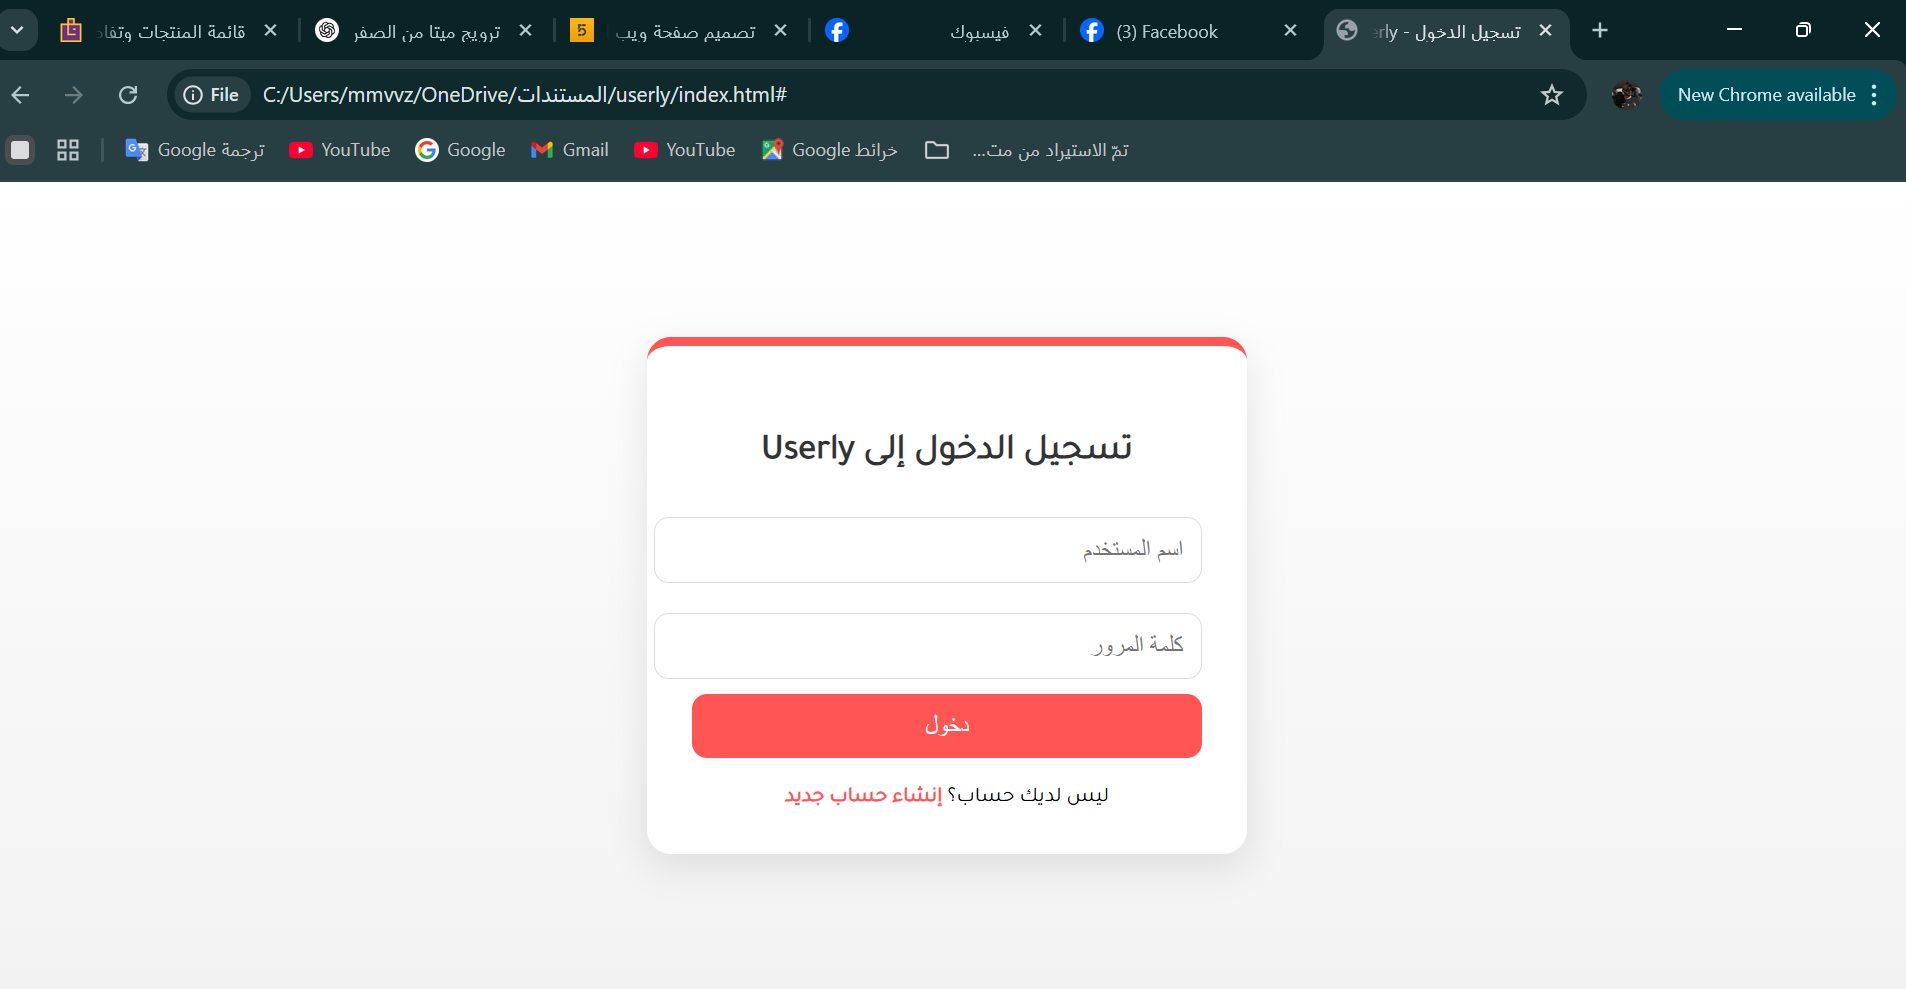 قائمة المنتجات وتفا
ترويج ميتا من الصفر
تصميم صفحة ويب
فيسبوك
(3) Facebook
تسجيل الدخول - erly
File
C:/Users/mmvvz/OneDrive/المستندات/userly/index.html#
New Chrome available
ترجمة Google
YouTube
Google
Gmail
YouTube
خرائط Google
تمّ الاستيراد من مت...
تسجيل الدخول إلى Userly
اسم المستخدم
كلمة المرور
دخول
ليس لديك حساب؟ إنشاء حساب جديد